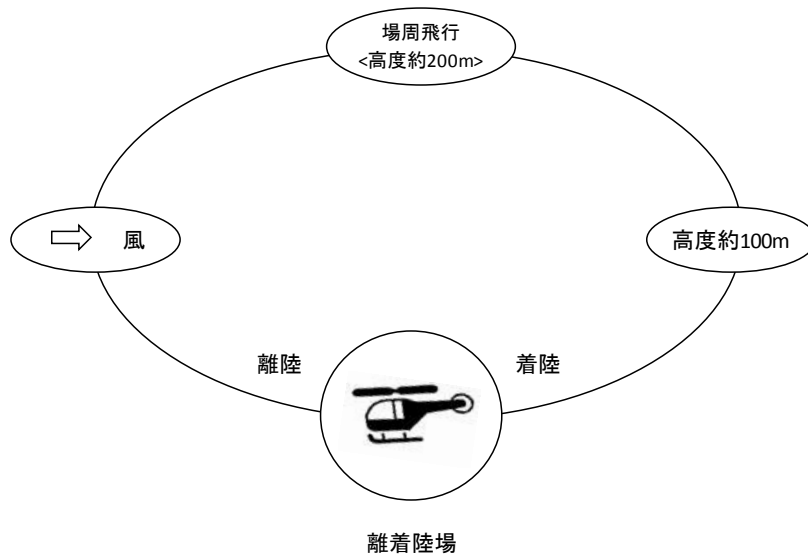 場周飛行
<高度約200m>
風
高度約100m
離陸
着陸
離着陸場